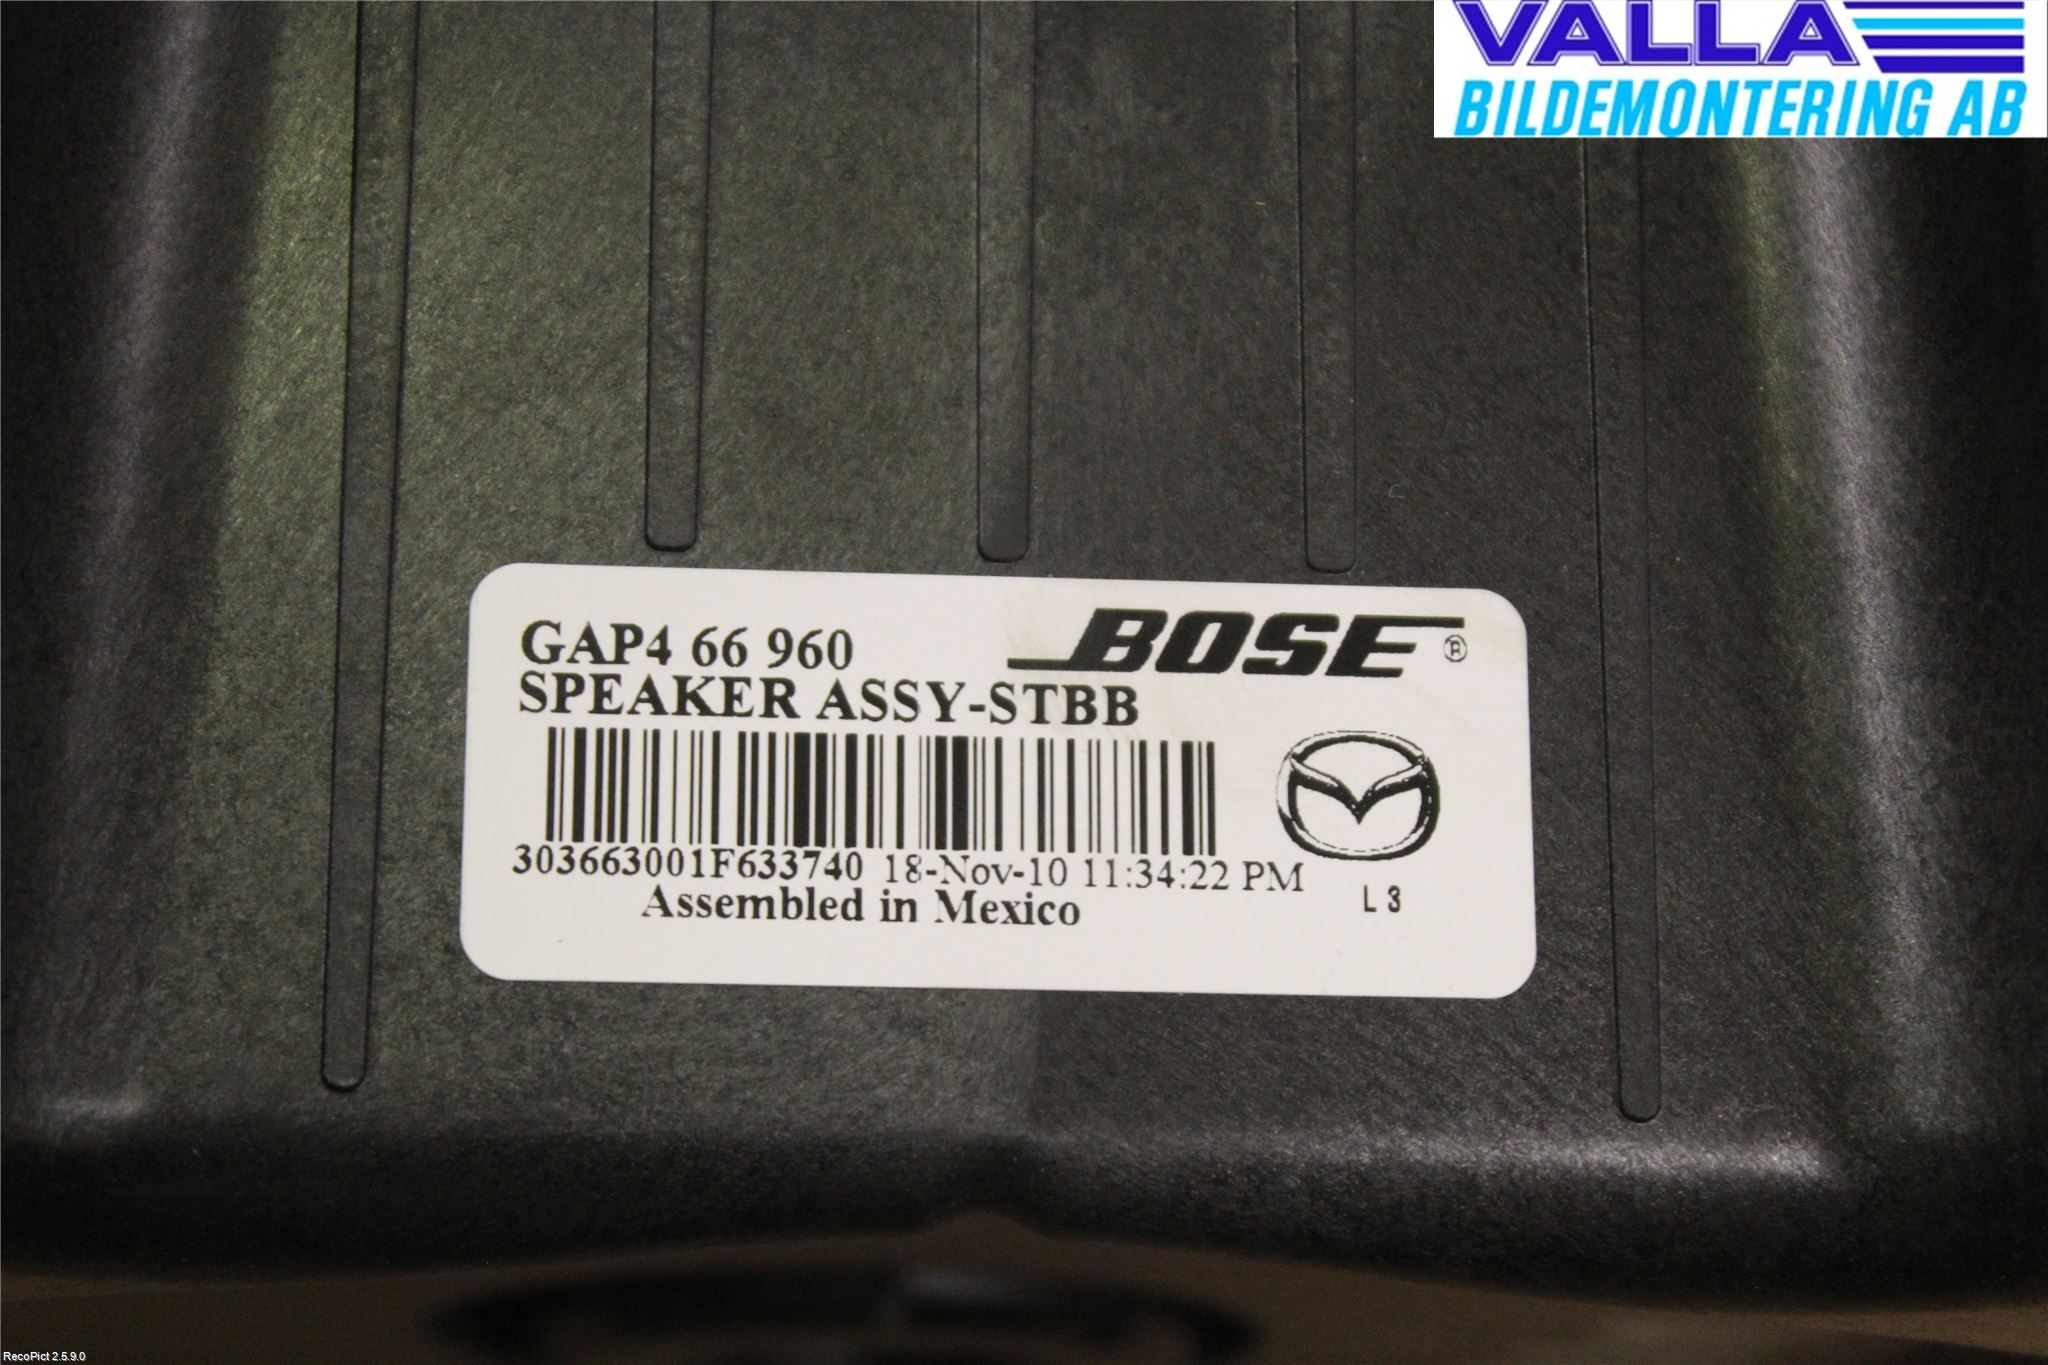 VALLA
BILDEMONTERING AB
GAP4 66 960
BOSE®
SPEAKER ASSY-STBB
303663001F633740 18-Nov-10 11:34:22 PM
Assembled in Mexico
L 3
RecoPict 2.5.9.0